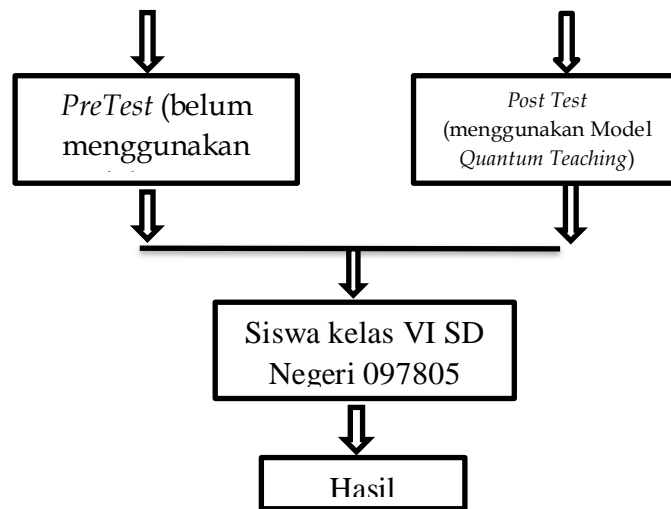 PreTest (belum
menggunakan
Post Test
(menggunakan Model
Quantum Teaching)
Siswa kelas VI SD
Negeri 097805
Hasil